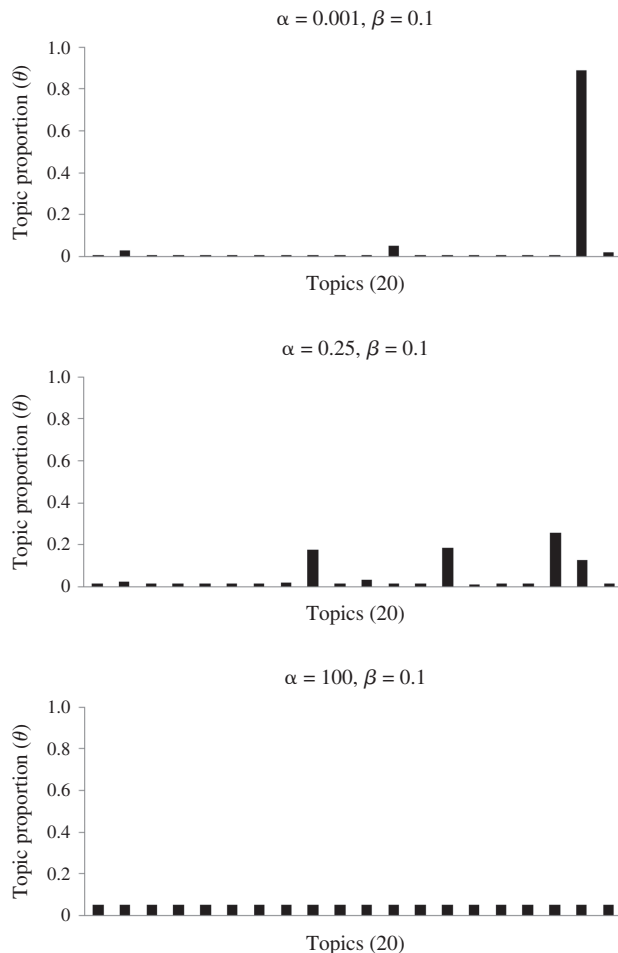 α = 0.001, β = 0.1
1.0
0.8
0.6
0.4
0.2
0
Topic proportion (θ)
Topics (20)
α = 0.25, β = 0.1
1.0
0.8
0.6
0.4
0.2
0
Topic proportion (θ)
Topics (20)
α = 100, β = 0.1
1.0
0.8
0.6
0.4
0.2
0
Topic proportion (θ)
Topics (20)